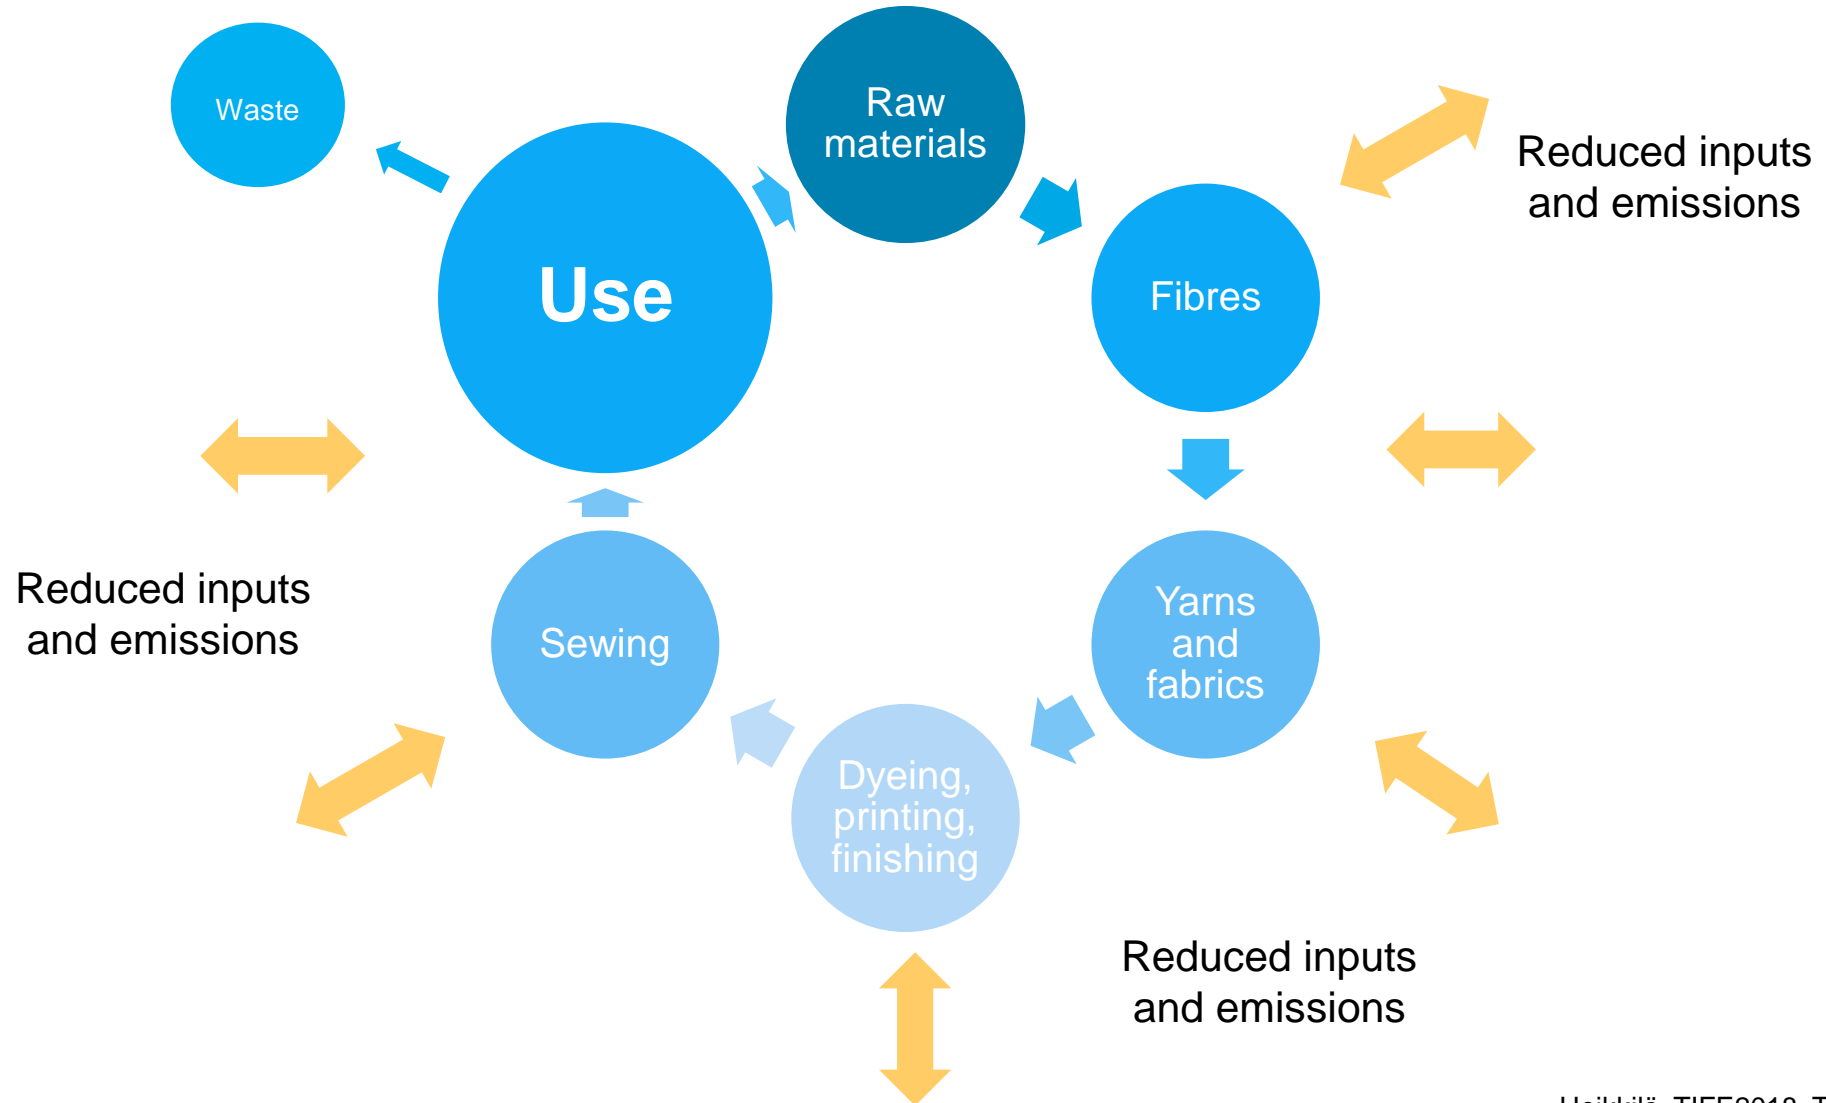 Waste
Raw
materials
Reduced inputs
and emissions
Use
Fibres
Reduced inputs
and emissions
Sewing
Yarns
and
fabrics
Dyeing,
printing,
finishing
Reduced inputs
and emissions